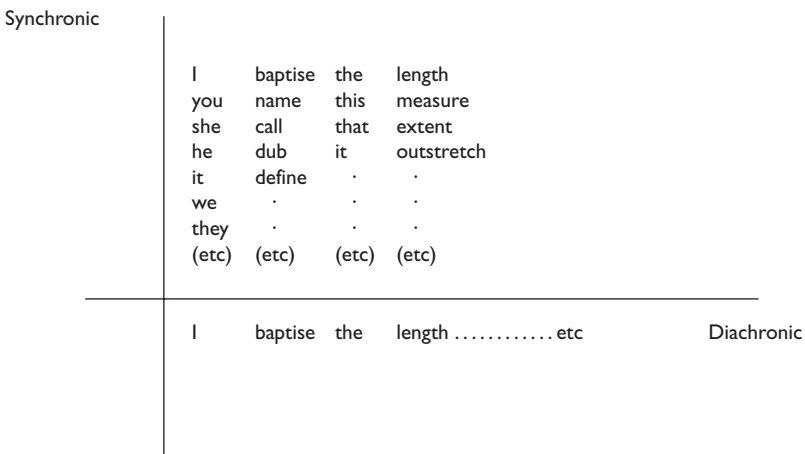 Synchronic
I baptise the length
you name this measure
she call that extent
he dub it outstretch
it define · ·
we · · ·
they · · ·
(etc) (etc) (etc) (etc)
I baptise the length ............ etc Diachronic